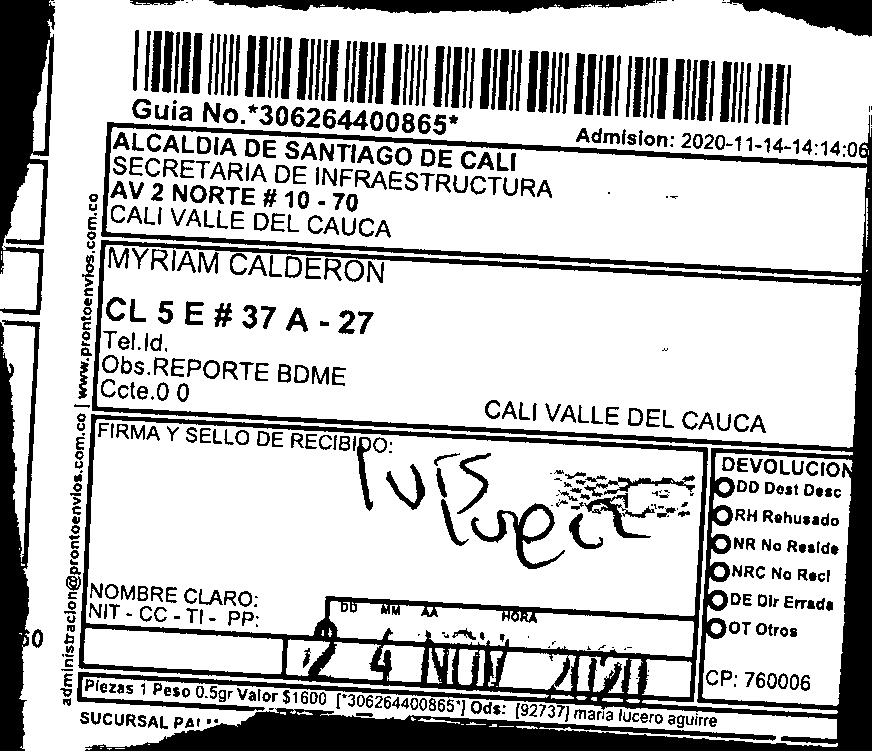 Guia No.*306264400865*
Admision: 2020-11-14-14:14:06
ALCALDIA DE SANTIAGO DE CALI
SECRETARIA DE INFRAESTRUCTURA
AV 2 NORTE # 10 - 70
CALI VALLE DEL CAUCA
MYRIAM CALDERON
CL 5 E # 37 A - 27
Tel.Id.
Obs.REPORTE BDME
Ccte.0 0
CALI VALLE DEL CAUCA
administracion@prontoenvios.com.co | www.prontoenvios.com.co
FIRMA Y SELLO DE RECIBIDO:
luis
DEVOLUCION
DD Dest Desc
RH Rehusado
NR No Reside
NRC No Recl
DE Dir Errada
OT Otros
NOMBRE CLARO:
NIT - CC - TI - PP:
DD MM AA HORA
24 NOV 2020
CP: 760006
Piezas 1 Peso 0.5gr Valor $1600 [*306264400865*] Ods: [92737] maria lucero aguirre
SUCURSAL